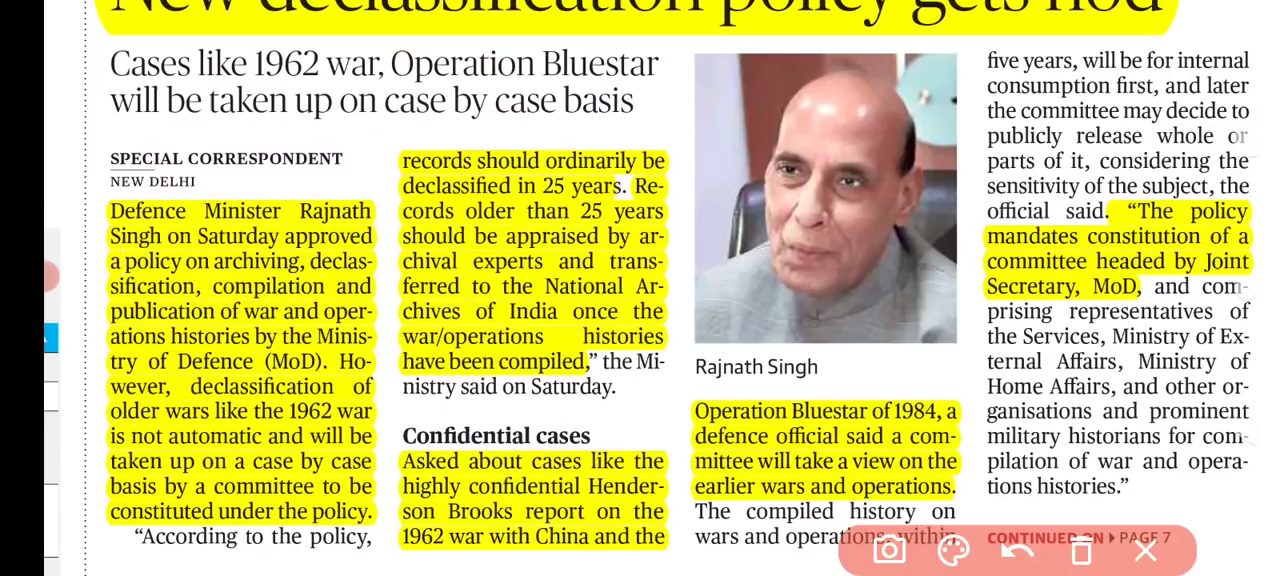 New declassification policy gets nod
Cases like 1962 war, Operation Bluestar
will be taken up on case by case basis
SPECIAL CORRESPONDENT
NEW DELHI
Defence Minister Rajnath
Singh on Saturday approved
a policy on archiving, declas-
sification, compilation and
publication of war and oper-
ations histories by the Minis-
try of Defence (MoD). Ho-
wever, declassification of
older wars like the 1962 war
is not automatic and will be
taken up on a case by case
basis by a committee to be
constituted under the policy.
“According to the policy,
records should ordinarily be
declassified in 25 years. Re-
cords older than 25 years
should be appraised by ar-
chival experts and trans-
ferred to the National Ar-
chives of India once the
war/operations histories
have been compiled,” the Mi-
nistry said on Saturday.
Confidential cases
Asked about cases like the
highly confidential Hender-
son Brooks report on the
1962 war with China and the
Rajnath Singh
Operation Bluestar of 1984, a
defence official said a com-
mittee will take a view on the
earlier wars and operations.
The compiled history on
wars and operations, within
five years, will be for internal
consumption first, and later
the committee may decide to
publicly release whole or
parts of it, considering the
sensitivity of the subject, the
official said. “The policy
mandates constitution of a
committee headed by Joint
Secretary, MoD, and com-
prising representatives of
the Services, Ministry of Ex-
ternal Affairs, Ministry of
Home Affairs, and other or-
ganisations and prominent
military historians for com-
pilation of war and opera-
tions histories.”
CONTINUED ON PAGE 7